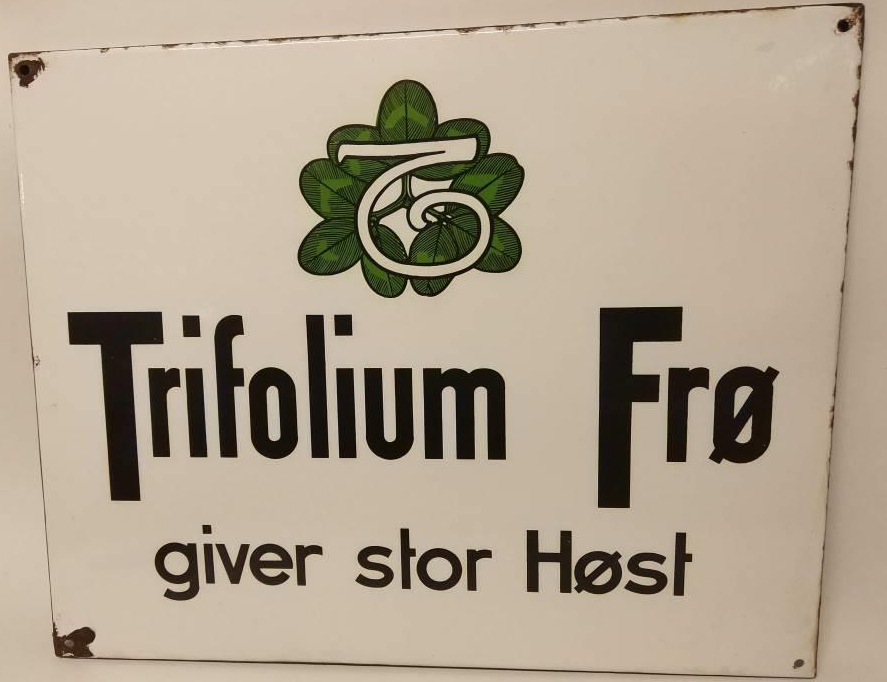 T
Trifolium Frø
giver stor Høst